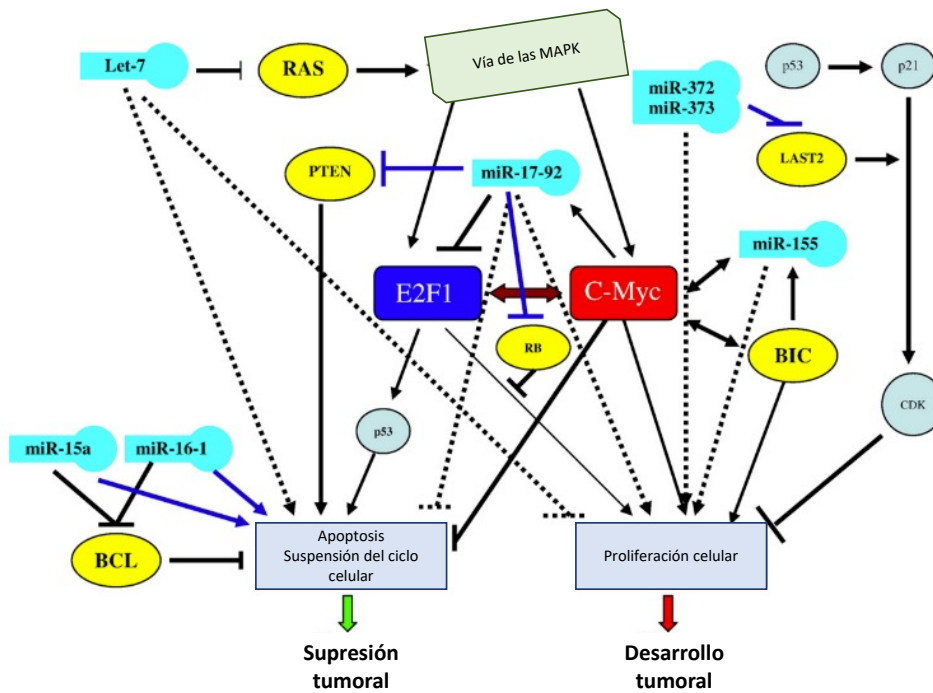 Let-7
RAS
Vía de las MAPK
p53
p21
miR-372
miR-373
LAST2
PTEN
miR-17-92
miR-155
E2F1
C-Myc
RB
BIC
p53
CDK
miR-15a
miR-16-1
BCL
Apoptosis
Suspensión del ciclo
celular
Proliferación celular
Supresión
tumoral
Desarrollo
tumoral